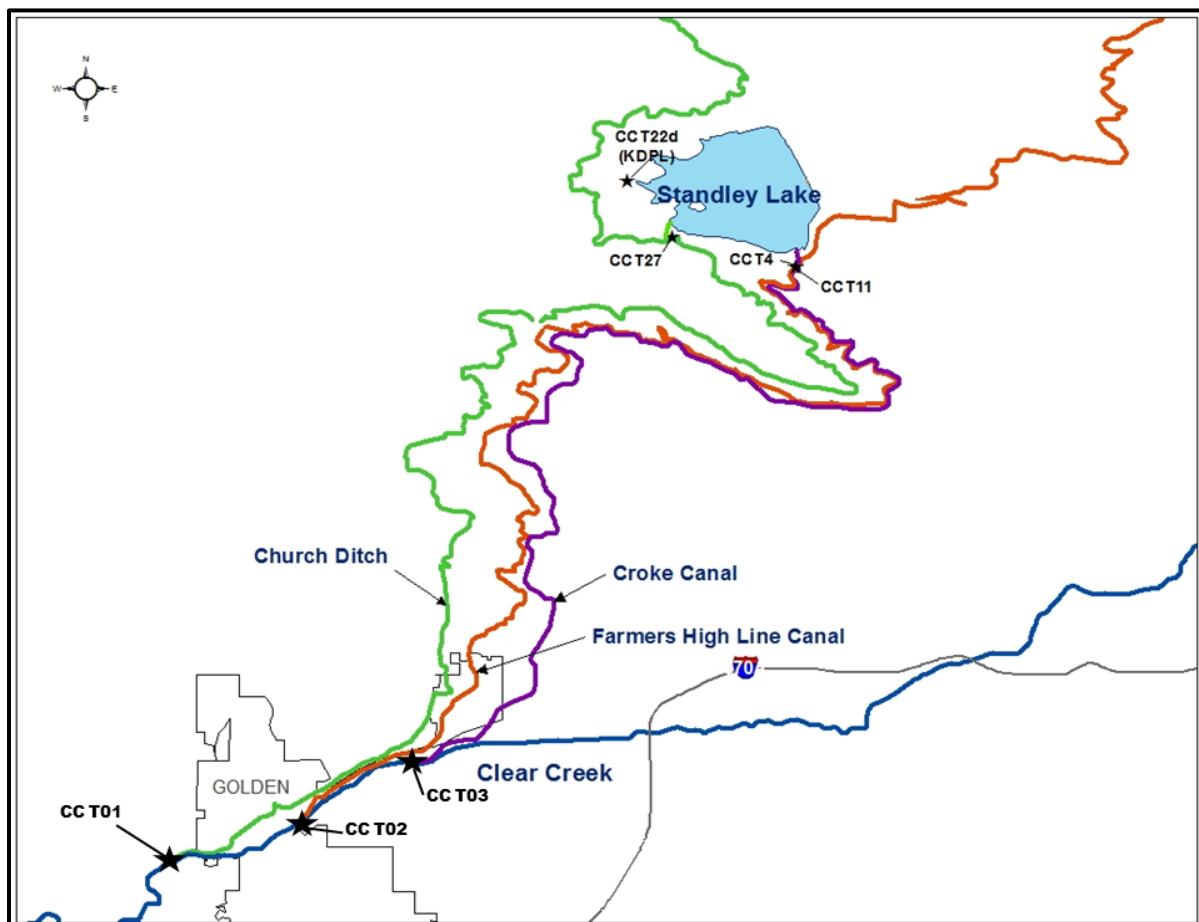 N
W
E
S
CCT22d
(KDPL)
Standley Lake
CCT27
CCT4
CCT11
Church Ditch
Croke Canal
Farmers High Line Canal
70
Clear Creek
GOLDEN
CCT03
CCT01
CCT02